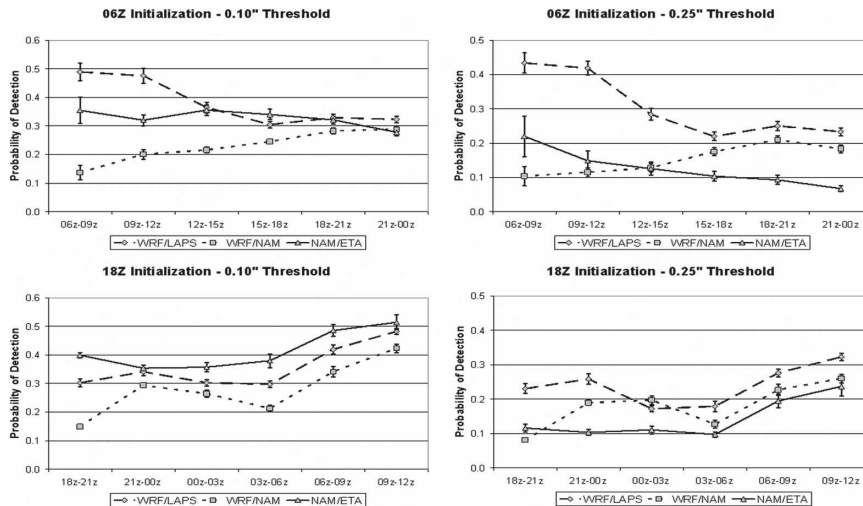 06Z Initialization - 0.10" Threshold
Probability of Detection
0.6
0.5
0.4
0.3
0.2
0.1
0.0
06z-09z 09z-12z 12z-15z 15z-18z 18z-21z 21z-00z
WRF/LAPS WRF/NAM NAM/ETA
06Z Initialization - 0.25" Threshold
Probability of Detection
0.5
0.4
0.3
0.2
0.1
0.0
06z-09z 09z-12z 12z-15z 15z-18z 18z-21z 21z-00z
WRF/LAPS WRF/NAM NAM/ETA
18Z Initialization - 0.10" Threshold
Probability of Detection
0.6
0.5
0.4
0.3
0.2
0.1
0.0
18z-21z 21z-00z 00z-03z 03z-06z 06z-09z 09z-12z
WRF/LAPS WRF/NAM NAM/ETA
18Z Initialization - 0.25" Threshold
Probability of Detection
0.5
0.4
0.3
0.2
0.1
0.0
18z-21z 21z-00z 00z-03z 03z-06z 06z-09z 09z-12z
WRF/LAPS WRF/NAM NAM/ETA